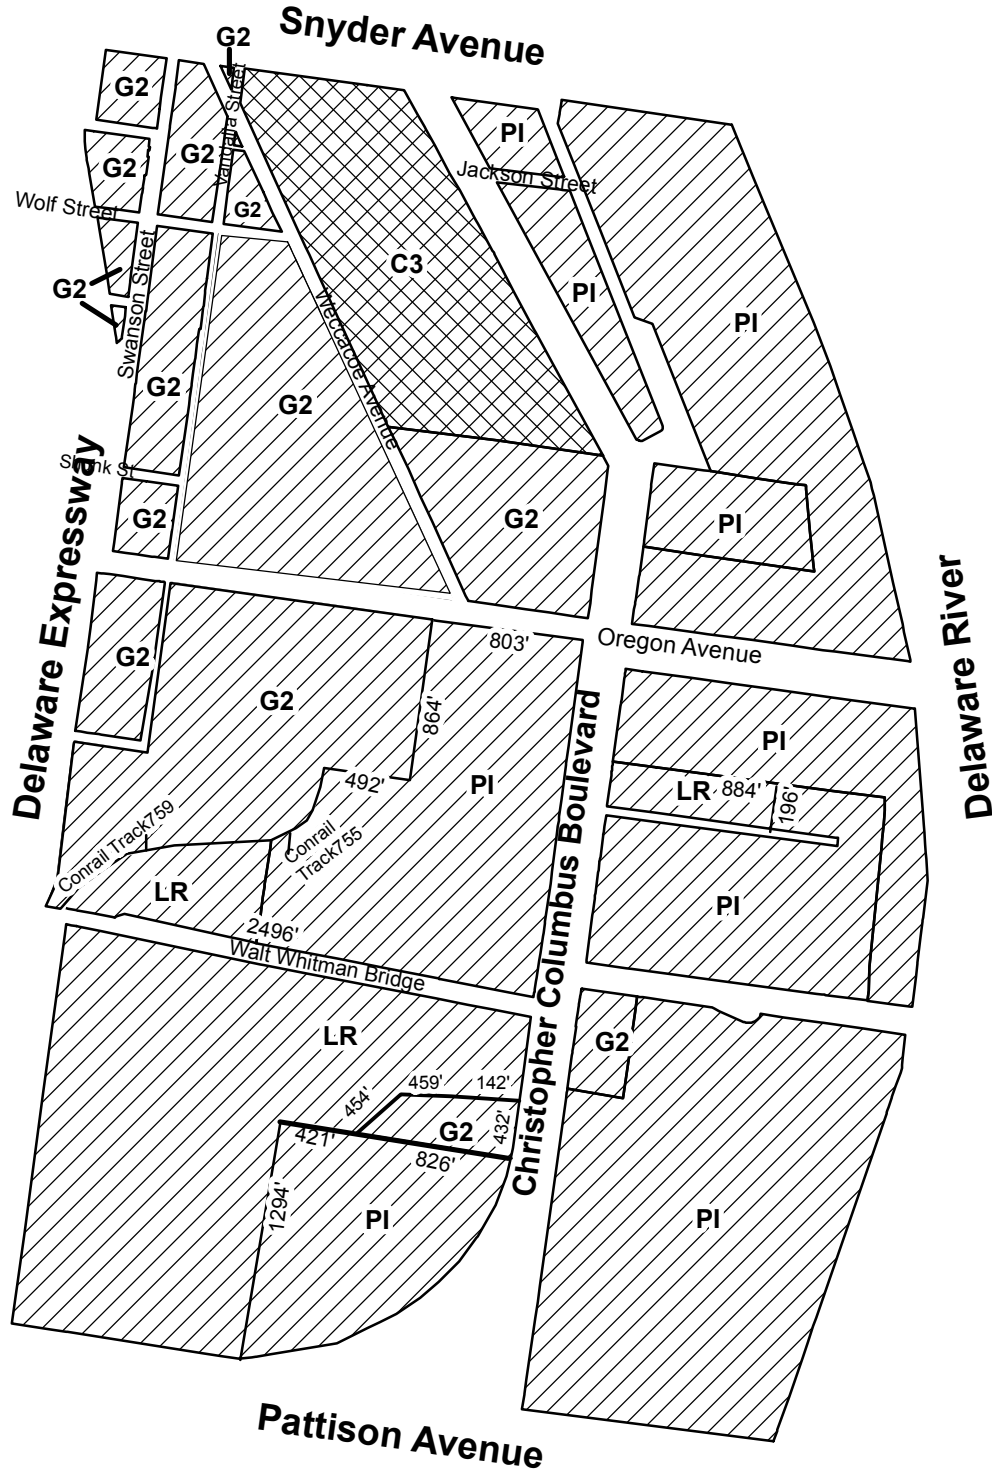 Snyder Avenue
G2
G2
G2
G2
G2
Vandalia Street
PI
Jackson Street
Wolf Street
G2
Swanson Street
C3
PI
PI
Weccacoe Avenue
G2
G2
Shunk St
G2
G2
PI
Delaware Expressway
Oregon Avenue
803'
G2
G2
864'
492'
PI
Conrail Track759
Conrail
Track755
LR
2496'
Walt Whitman Bridge
Christopher Columbus Boulevard
Delaware River
PI
LR
884'
196'
PI
LR
G2
454'
459'
142'
432'
G2
421'
826'
1294'
PI
PI
Pattison Avenue